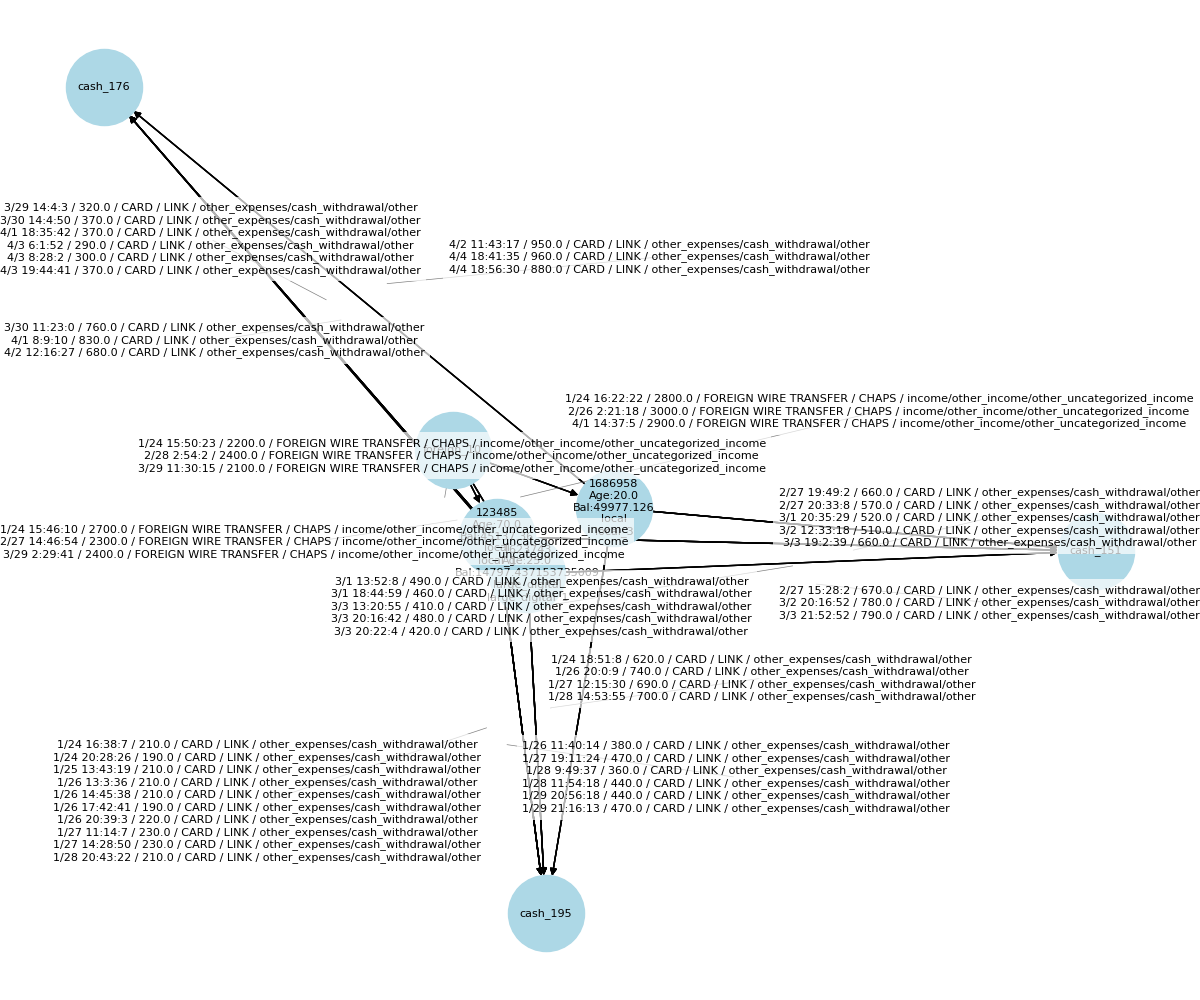 cash_176
3/29 14:4:3 / 320.0 / CARD / LINK / other_expenses/cash_withdrawal/other
3/30 14:4:50 / 370.0 / CARD / LINK / other_expenses/cash_withdrawal/other
4/1 18:35:42 / 370.0 / CARD / LINK / other_expenses/cash_withdrawal/other
4/3 6:1:52 / 290.0 / CARD / LINK / other_expenses/cash_withdrawal/other
4/3 8:28:2 / 300.0 / CARD / LINK / other_expenses/cash_withdrawal/other
4/3 19:44:41 / 370.0 / CARD / LINK / other_expenses/cash_withdrawal/other
4/2 11:43:17 / 950.0 / CARD / LINK / other_expenses/cash_withdrawal/other
4/4 18:41:35 / 960.0 / CARD / LINK / other_expenses/cash_withdrawal/other
4/4 18:56:30 / 880.0 / CARD / LINK / other_expenses/cash_withdrawal/other
3/30 11:23:0 / 760.0 / CARD / LINK / other_expenses/cash_withdrawal/other
4/1 8:9:10 / 830.0 / CARD / LINK / other_expenses/cash_withdrawal/other
4/2 12:16:27 / 680.0 / CARD / LINK / other_expenses/cash_withdrawal/other
1/24 16:22:22 / 2800.0 / FOREIGN WIRE TRANSFER / CHAPS / income/other_income/other_uncategorized_income
2/26 2:21:18 / 3000.0 / FOREIGN WIRE TRANSFER / CHAPS / income/other_income/other_uncategorized_income
4/1 14:37:5 / 2900.0 / FOREIGN WIRE TRANSFER / CHAPS / income/other_income/other_uncategorized_income
1/24 15:50:23 / 2200.0 / FOREIGN WIRE TRANSFER / CHAPS / income/other_income/other_uncategorized_income
2/28 2:54:2 / 2400.0 / FOREIGN WIRE TRANSFER / CHAPS / income/other_income/other_uncategorized_income
3/29 11:30:15 / 2100.0 / FOREIGN WIRE TRANSFER / CHAPS / income/other_income/other_uncategorized_income
1686958
Age:20.0
Bal:49977.126
local
123485
Age:70.0
1/24 15:46:10 / 2700.0 / FOREIGN WIRE TRANSFER / CHAPS / income/other_income/other_uncategorized_income
2/27 14:46:54 / 2300.0 / FOREIGN WIRE TRANSFER / CHAPS / income/other_income/other_uncategorized_income
3/29 2:29:41 / 2400.0 / FOREIGN WIRE TRANSFER / CHAPS / income/other_income/other_uncategorized_income
2/27 19:49:2 / 660.0 / CARD / LINK / other_expenses/cash_withdrawal/other
2/27 20:33:8 / 570.0 / CARD / LINK / other_expenses/cash_withdrawal/other
3/1 20:35:29 / 520.0 / CARD / LINK / other_expenses/cash_withdrawal/other
3/2 12:33:18 / 510.0 / CARD / LINK / other_expenses/cash_withdrawal/other
3/3 19:2:39 / 660.0 / CARD / LINK / other_expenses/cash_withdrawal/other
cash_151
3/1 13:52:8 / 490.0 / CARD / LINK / other_expenses/cash_withdrawal/other
3/1 18:44:59 / 460.0 / CARD / LINK / other_expenses/cash_withdrawal/other
3/3 13:20:55 / 410.0 / CARD / LINK / other_expenses/cash_withdrawal/other
3/3 20:16:42 / 480.0 / CARD / LINK / other_expenses/cash_withdrawal/other
3/3 20:22:4 / 420.0 / CARD / LINK / other_expenses/cash_withdrawal/other
2/27 15:28:2 / 670.0 / CARD / LINK / other_expenses/cash_withdrawal/other
3/2 20:16:52 / 780.0 / CARD / LINK / other_expenses/cash_withdrawal/other
3/3 21:52:52 / 790.0 / CARD / LINK / other_expenses/cash_withdrawal/other
1/24 18:51:8 / 620.0 / CARD / LINK / other_expenses/cash_withdrawal/other
1/26 20:0:9 / 740.0 / CARD / LINK / other_expenses/cash_withdrawal/other
1/27 12:15:30 / 690.0 / CARD / LINK / other_expenses/cash_withdrawal/other
1/28 14:53:55 / 700.0 / CARD / LINK / other_expenses/cash_withdrawal/other
1/24 16:38:7 / 210.0 / CARD / LINK / other_expenses/cash_withdrawal/other
1/24 20:28:26 / 190.0 / CARD / LINK / other_expenses/cash_withdrawal/other
1/25 13:43:19 / 210.0 / CARD / LINK / other_expenses/cash_withdrawal/other
1/26 13:3:36 / 210.0 / CARD / LINK / other_expenses/cash_withdrawal/other
1/26 14:45:38 / 210.0 / CARD / LINK / other_expenses/cash_withdrawal/other
1/26 17:42:41 / 190.0 / CARD / LINK / other_expenses/cash_withdrawal/other
1/26 20:39:3 / 220.0 / CARD / LINK / other_expenses/cash_withdrawal/other
1/27 11:14:7 / 230.0 / CARD / LINK / other_expenses/cash_withdrawal/other
1/27 14:28:50 / 230.0 / CARD / LINK / other_expenses/cash_withdrawal/other
1/28 20:43:22 / 210.0 / CARD / LINK / other_expenses/cash_withdrawal/other
1/26 11:40:14 / 380.0 / CARD / LINK / other_expenses/cash_withdrawal/other
1/27 19:11:24 / 470.0 / CARD / LINK / other_expenses/cash_withdrawal/other
1/28 9:49:37 / 360.0 / CARD / LINK / other_expenses/cash_withdrawal/other
1/28 11:54:18 / 440.0 / CARD / LINK / other_expenses/cash_withdrawal/other
1/29 20:56:18 / 440.0 / CARD / LINK / other_expenses/cash_withdrawal/other
1/29 21:16:13 / 470.0 / CARD / LINK / other_expenses/cash_withdrawal/other
cash_195